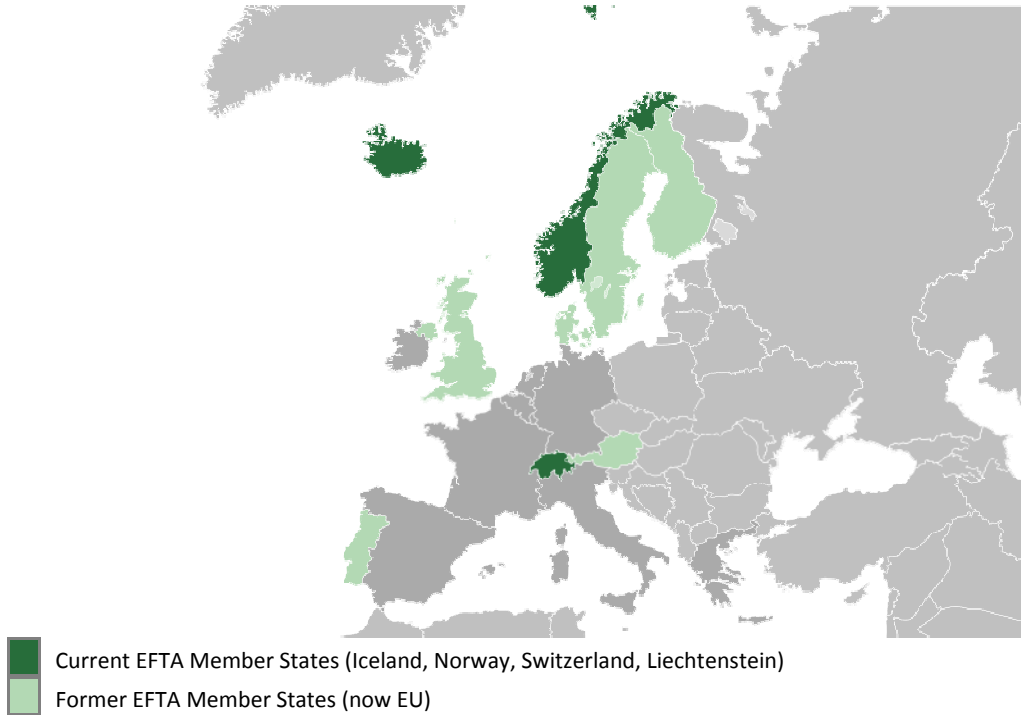 Current EFTA Member States (Iceland, Norway, Switzerland, Liechtenstein)
Former EFTA Member States (now EU)